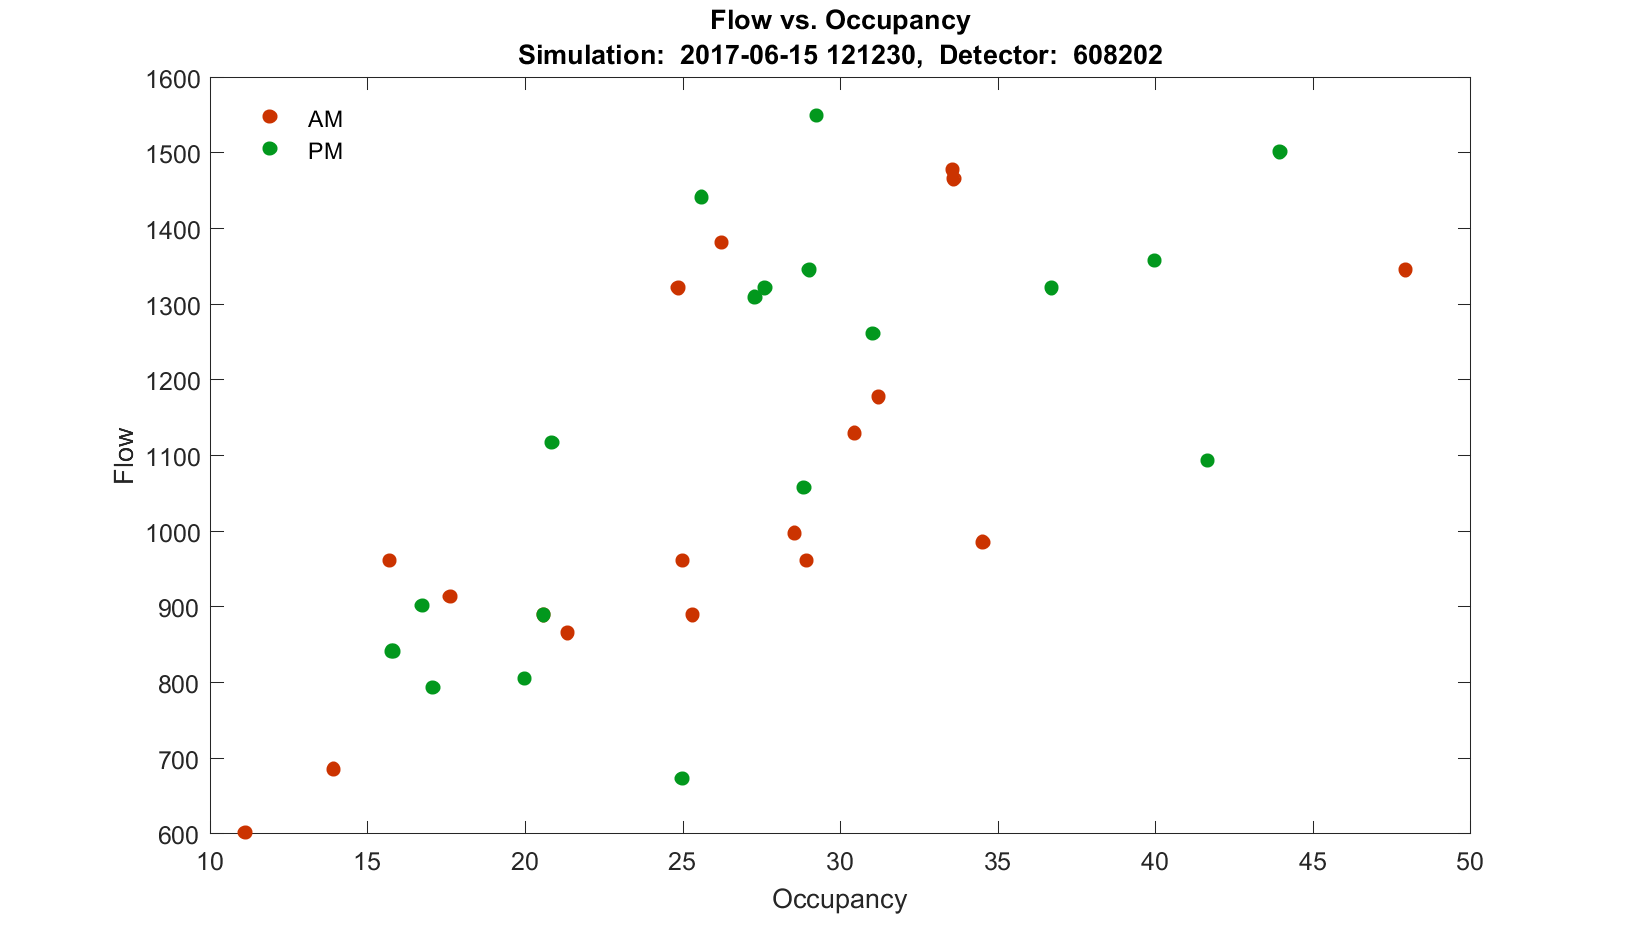 Flow vs. Occupancy
Simulation:  2017-06-15 121230,  Detector:  608202
1600
1500
1400
1300
1200
1100
1000
900
800
700
600
Flow
AM
PM
10 15 20 25 30 35 40 45 50
Occupancy